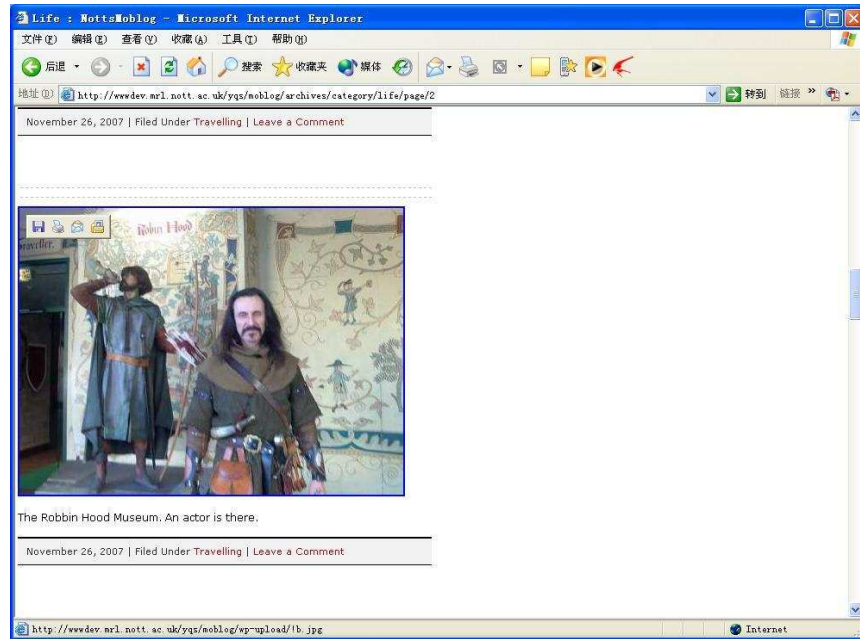 Life : NottsMoblog - Microsoft Internet Explorer
文件(F) 编辑(E) 查看(V) 收藏(A) 工具(T) 帮助(H)
后退 搜索 收藏夹 媒体
地址(D) http://wwwdev.mrl.nott.ac.uk/yqs/moblog/archives/category/life/page/2 转到 链接 »
November 26, 2007 | Filed Under Travelling | Leave a Comment
Robin Hood
traveller.
The Robbin Hood Museum. An actor is there.
November 26, 2007 | Filed Under Travelling | Leave a Comment
http://wwwdev.mrl.nott.ac.uk/yqs/moblog/wp-upload/!b.jpg Internet